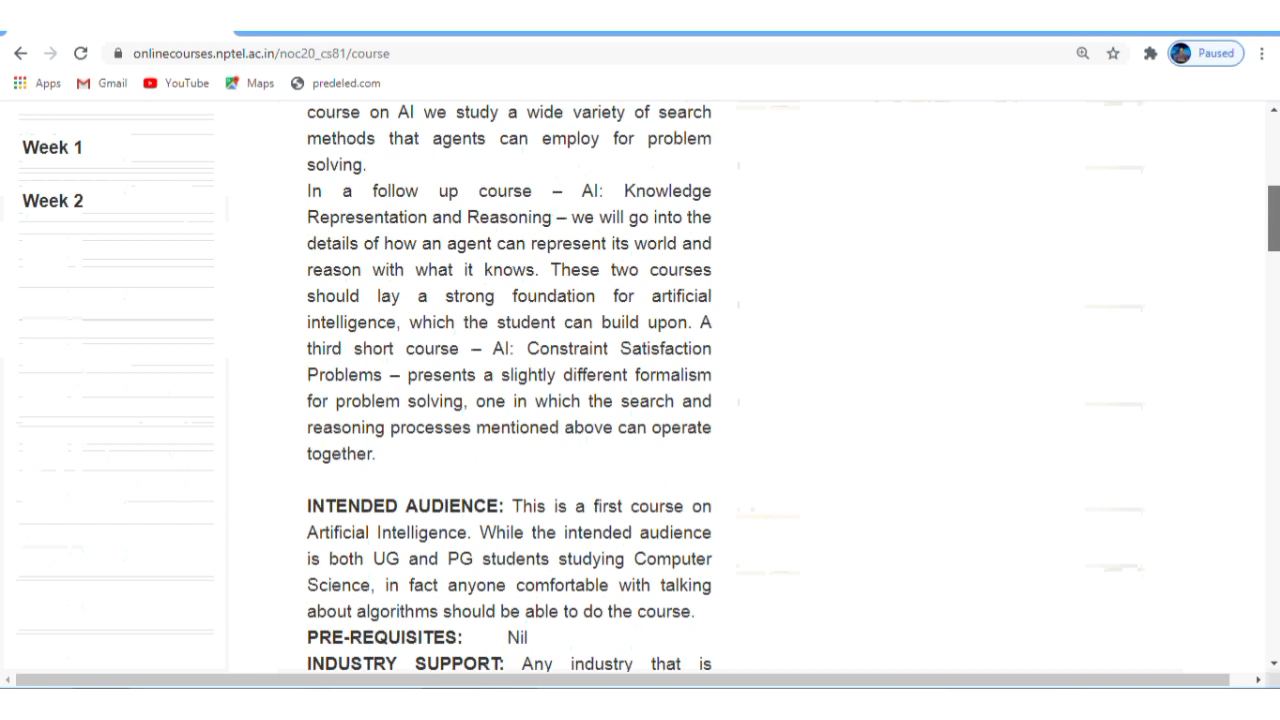 onlinecourses.nptel.ac.in/noc20_cs81/course
Paused
Apps Gmail YouTube Maps predeled.com
Week 1
Week 2
course on AI we study a wide variety of search
methods that agents can employ for problem
solving.
In a follow up course – AI: Knowledge
Representation and Reasoning – we will go into the
details of how an agent can represent its world and
reason with what it knows. These two courses
should lay a strong foundation for artificial
intelligence, which the student can build upon. A
third short course – AI: Constraint Satisfaction
Problems – presents a slightly different formalism
for problem solving, one in which the search and
reasoning processes mentioned above can operate
together.
INTENDED AUDIENCE: This is a first course on
Artificial Intelligence. While the intended audience
is both UG and PG students studying Computer
Science, in fact anyone comfortable with talking
about algorithms should be able to do the course.
PRE-REQUISITES: Nil
INDUSTRY SUPPORT: Any industry that is